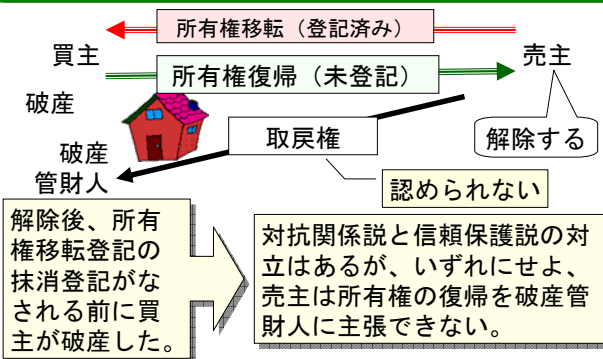 所有権移転（登記済み）
買主
売主
所有権復帰（未登記）
破産
取戻権
解除する
破産
管財人
認められない
解除後、所有
権移転登記の
抹消登記がな
される前に買
主が破産した。
対抗関係説と信頼保護説の対
立はあるが、いずれにせよ、
売主は所有権の復帰を破産管
財人に主張できない。